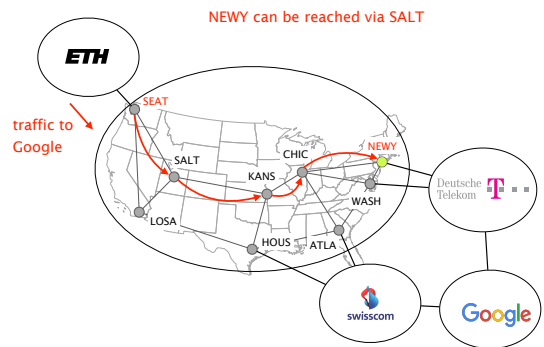 NEWY can be reached via SALT
ETH
SEAT
traffic to
Google
SALT
CHIC
NEWY
KANS
WASH
LOSA
HOUS
ATLA
Deutsche
Telekom
T
swisscom
Google